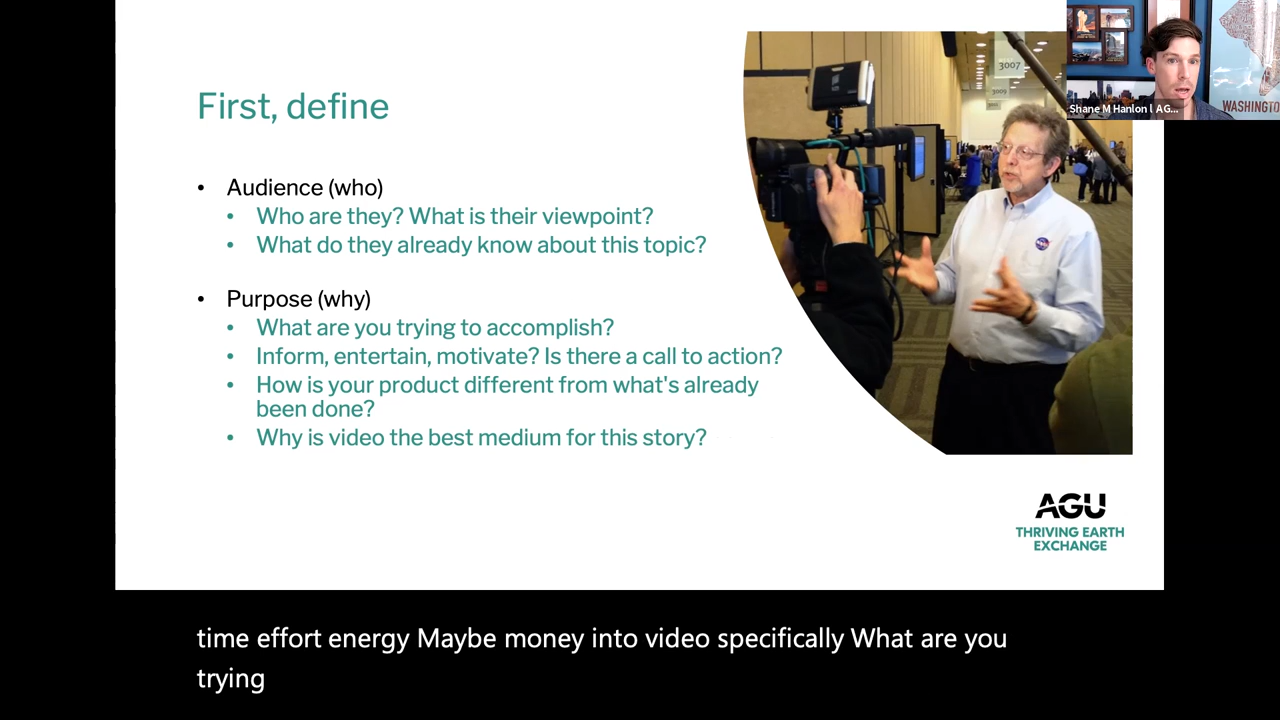 First, define
• Audience (who)
• Who are they? What is their viewpoint?
• What do they already know about this topic?
• Purpose (why)
• What are you trying to accomplish?
• Inform, entertain, motivate? Is there a call to action?
• How is your product different from what's already
been done?
• Why is video the best medium for this story?
3007
3009
Shane M Hanlon l AG...
WASHINGTO
AGU
THRIVING EARTH
EXCHANGE
time effort energy Maybe money into video specifically What are you
trying